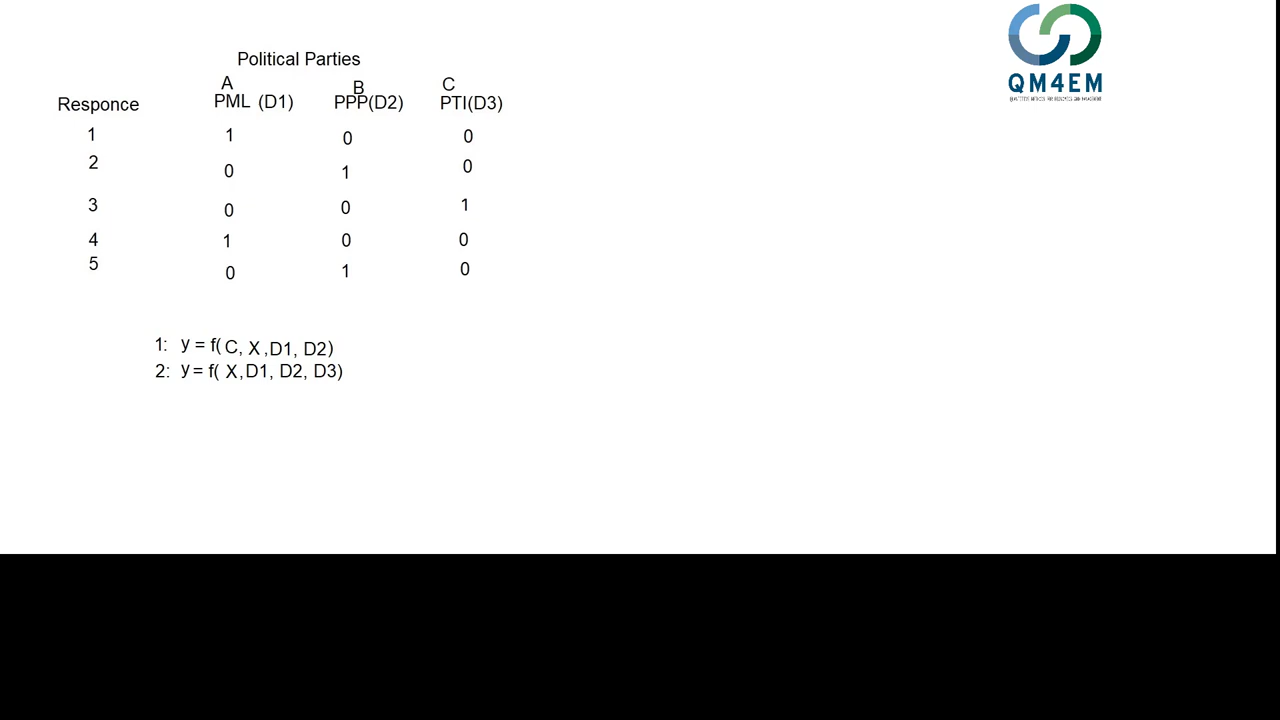 Political Parties
A B C
Responce PML (D1) PPP(D2) PTI(D3)
1 1 0 0
2 0 1 0
3 0 0 1
4 1 0 0
5 0 1 0
1: y = f( C, X ,D1, D2)
2: y = f( X,D1, D2, D3)
QM4EM